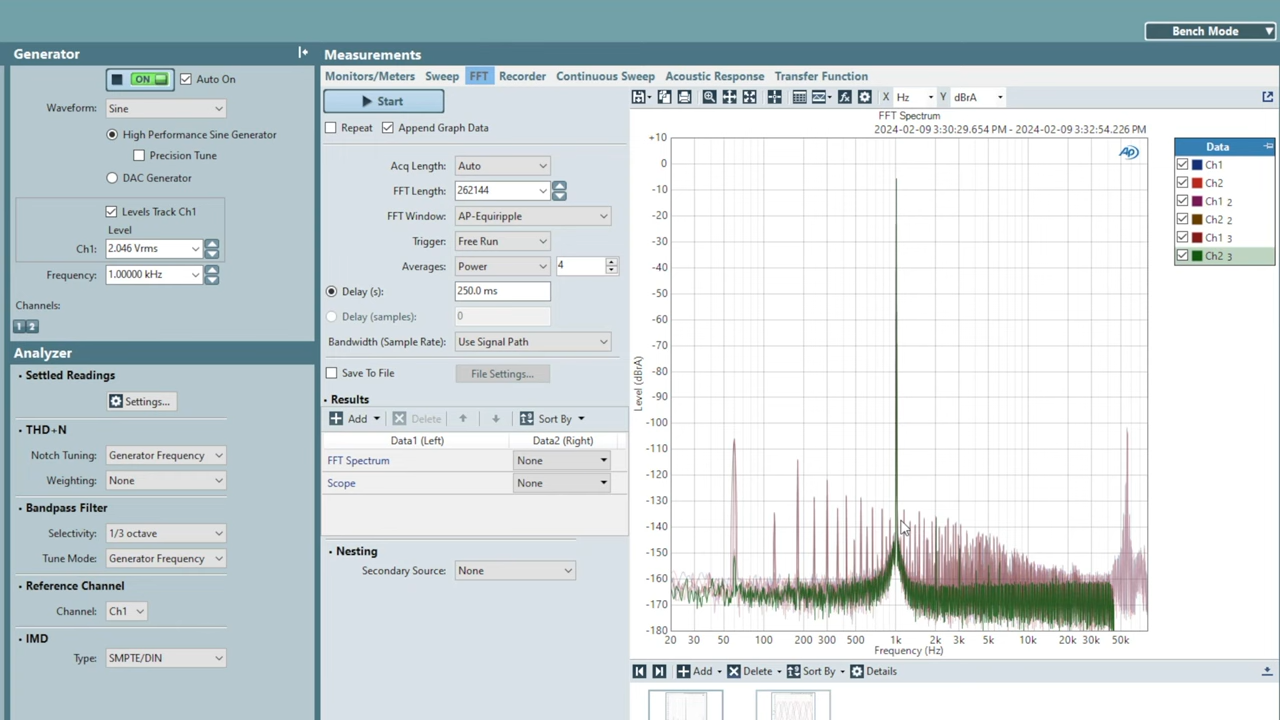 Bench Mode
Generator
ON
Auto On
Waveform: Sine
High Performance Sine Generator
Precision Tune
DAC Generator
Levels Track Ch1
Level
Ch1: 2.046 Vrms
Frequency: 1.00000 kHz
Channels:
1 2
Analyzer
Settled Readings
Settings...
THD+N
Notch Tuning: Generator Frequency
Weighting: None
Bandpass Filter
Selectivity: 1/3 octave
Tune Mode: Generator Frequency
Reference Channel
Channel: Ch1
IMD
Type: SMPTE/DIN
Measurements
Monitors/Meters Sweep FFT Recorder Continuous Sweep Acoustic Response Transfer Function
Start
Repeat Append Graph Data
Acq Length: Auto
FFT Length: 262144
FFT Window: AP-Equiripple
Trigger: Free Run
Averages: Power 4
Delay (s): 250.0 ms
Delay (samples): 0
Bandwidth (Sample Rate): Use Signal Path
Save To File File Settings...
Results
Add Delete Sort By
Data1 (Left) Data2 (Right)
FFT Spectrum None
Scope None
Nesting
Secondary Source: None
X Hz Y dBrA
FFT Spectrum
2024-02-09 3:30:29.654 PM - 2024-02-09 3:32:54.226 PM
AP
+10
0
-10
-20
-30
-40
-50
-60
-70
-80
-90
-100
-110
-120
-130
-140
-150
-160
-170
-180
Level (dBrA)
20 30 50 100 200 300 500 1k 2k 3k 5k 10k 20k 30k 50k
Frequency (Hz)
Data
Ch1
Ch2
Ch1 2
Ch2 2
Ch1 3
Ch2 3
Add Delete Sort By Details